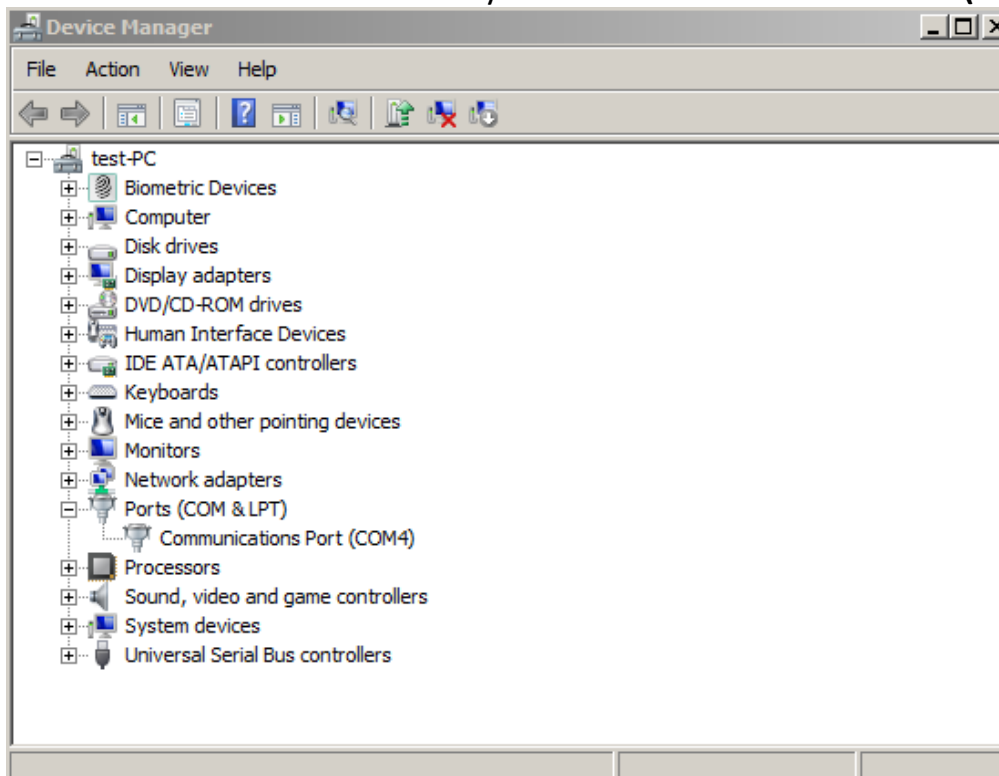 Device Manager
File Action View Help
test-PC
Biometric Devices
Computer
Disk drives
Display adapters
DVD/CD-ROM drives
Human Interface Devices
IDE ATA/ATAPI controllers
Keyboards
Mice and other pointing devices
Monitors
Network adapters
Ports (COM & LPT)
Communications Port (COM4)
Processors
Sound, video and game controllers
System devices
Universal Serial Bus controllers